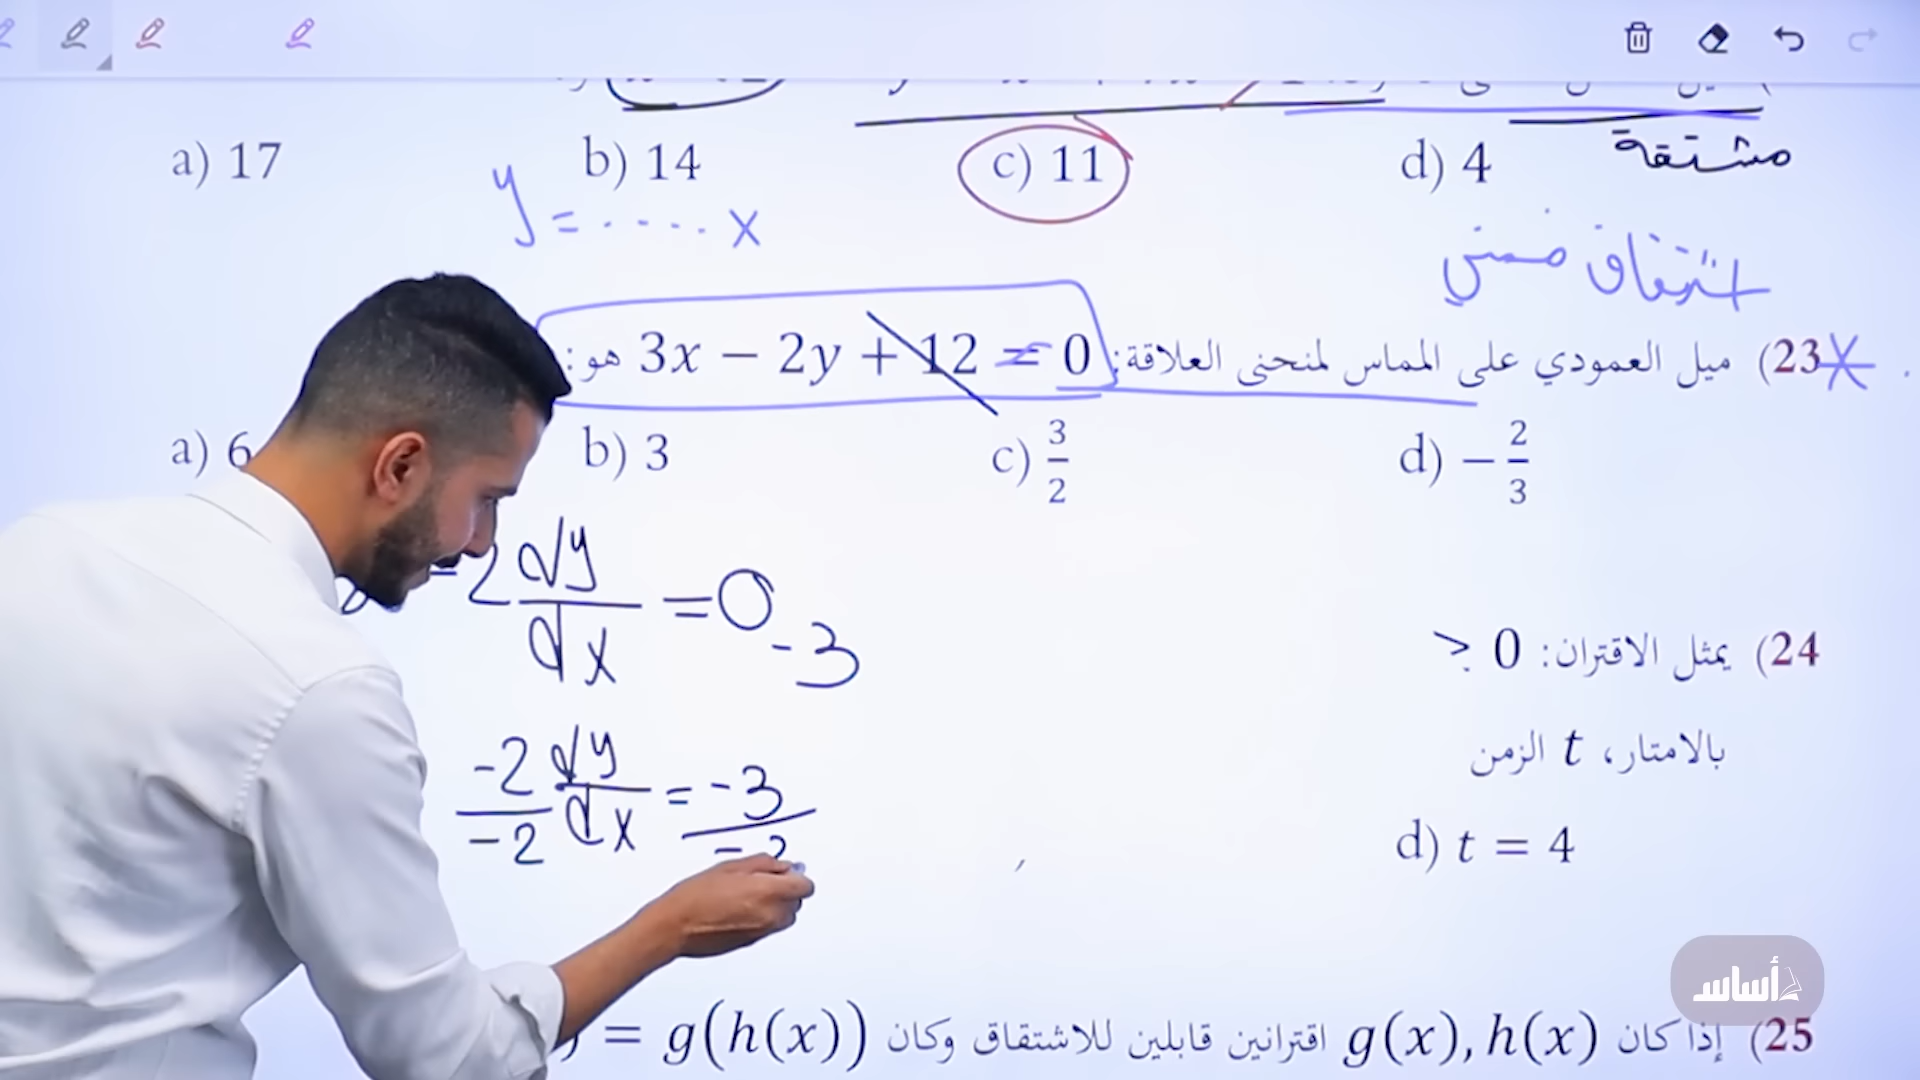 a) 17 b) 14 c) 11 d) 4 مشتقة
y = ..... x
اشتقاق ضمني
23) ميل العمودي على المماس لمنحنى العلاقة: 3x − 2y + 12 = 0 هو:
a) 6 b) 3 c) 3/2 d) − 2/3
-2 dy/dx = 0 -3
24) يمثل الاقتران: 0
بالامتار، t الزمن
-2/-2 dy/dx = -3/-2
d) t = 4
أساس
25) إذا كان g(x), h(x) اقترانين قابلين للاشتقاق وكان = g(h(x))